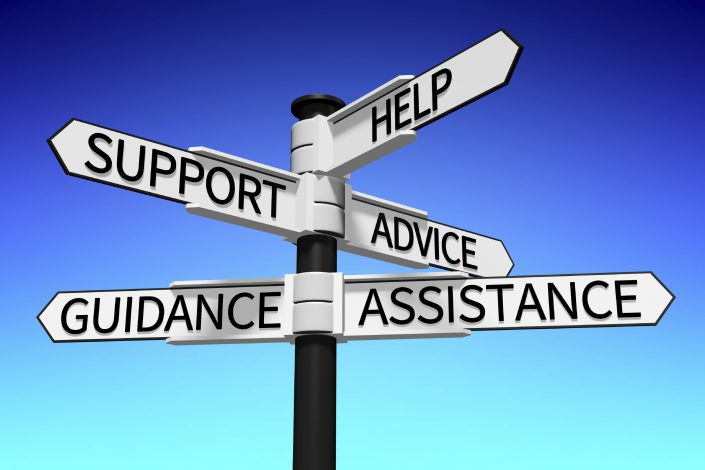 HELP
SUPPORT
ADVICE
GUIDANCE
ASSISTANCE